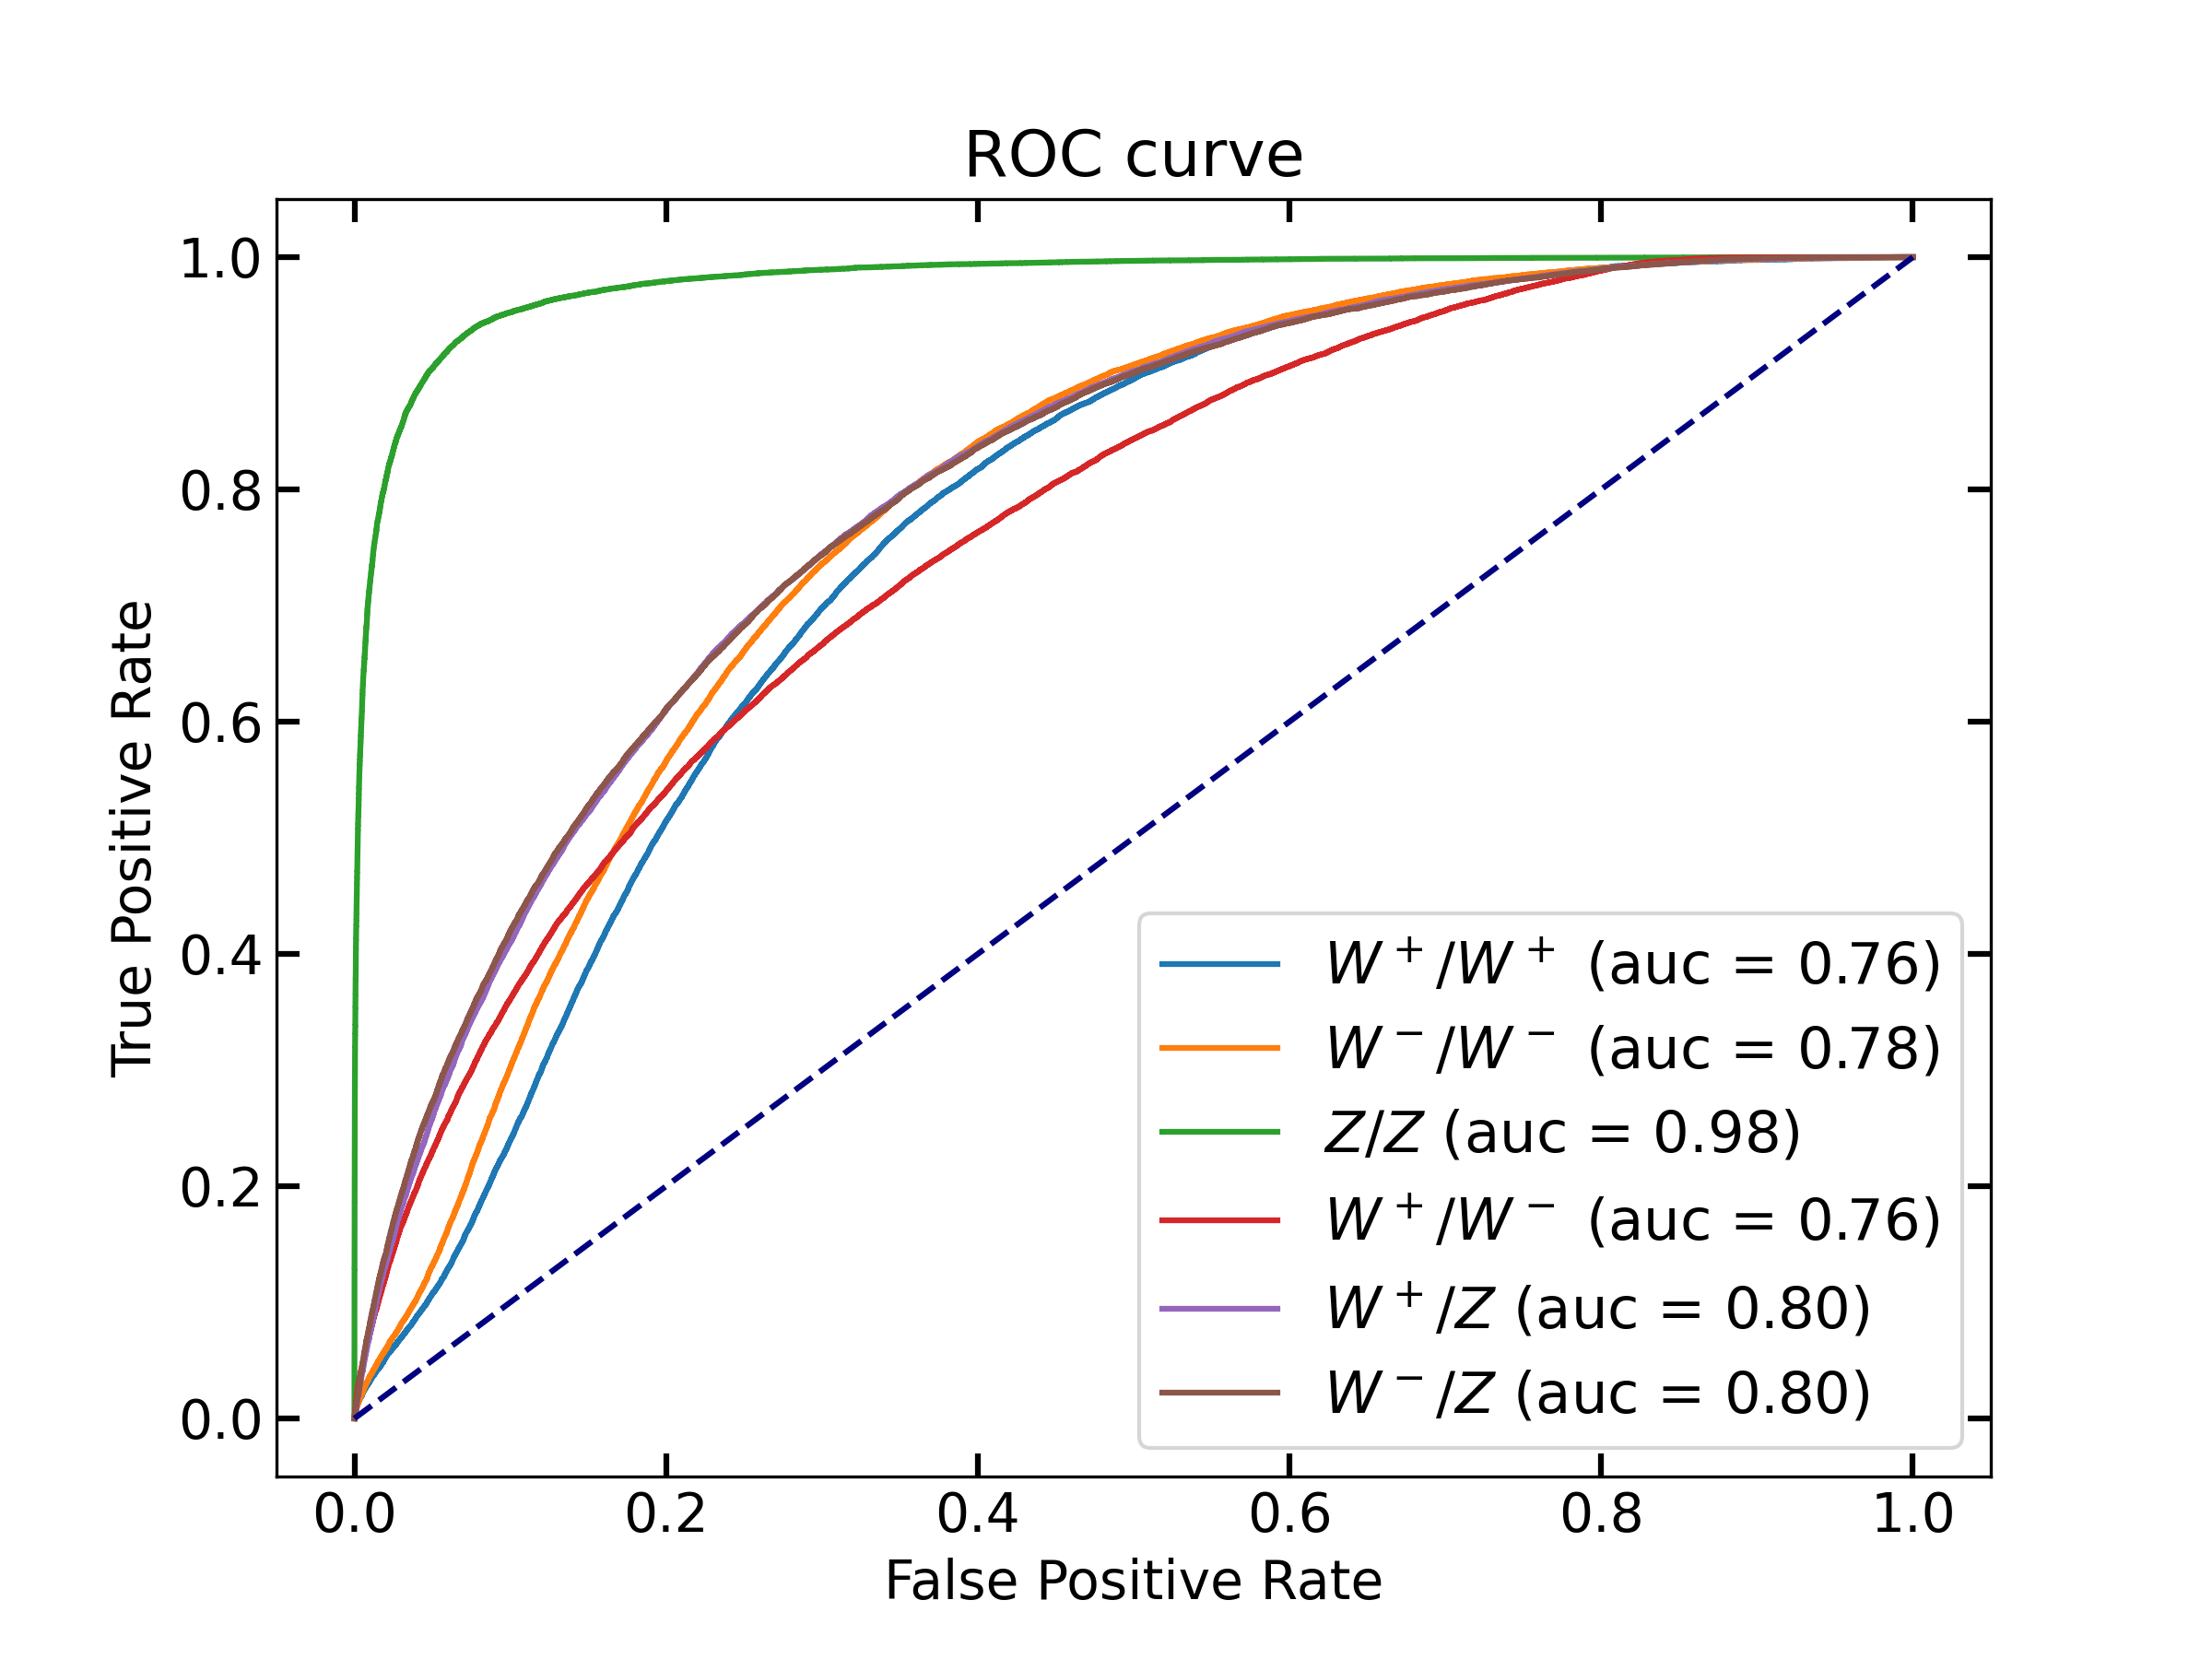 ROC curve
1.0
0.8
0.6
0.4
0.2
0.0
True Positive Rate
W⁺/W⁺ (auc = 0.76)
W⁻/W⁻ (auc = 0.78)
Z/Z (auc = 0.98)
W⁺/W⁻ (auc = 0.76)
W⁺/Z (auc = 0.80)
W⁻/Z (auc = 0.80)
0.0 0.2 0.4 0.6 0.8 1.0
False Positive Rate